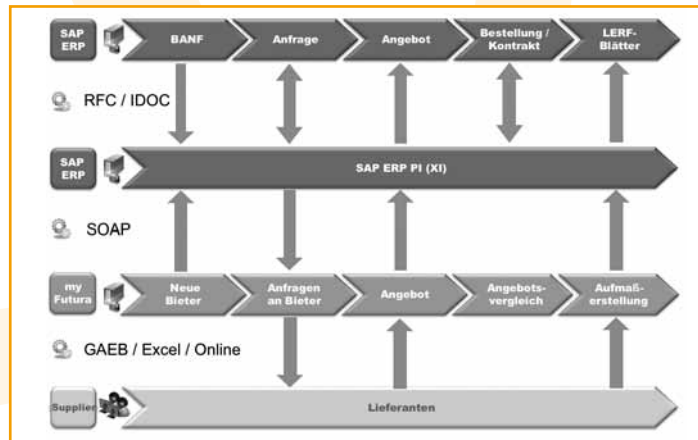 SAP
ERP
BANF
Anfrage
Angebot
Bestellung /
Kontrakt
LERF-
Blätter
RFC / IDOC
SAP
ERP
SAP ERP PI (XI)
SOAP
my
Futura
Neue
Bieter
Anfragen
an Bieter
Angebot
Angebots-
vergleich
Aufmaß-
erstellung
GAEB / Excel / Online
Supplier
Lieferanten